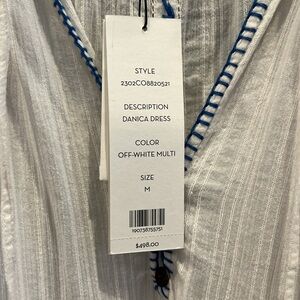 STYLE
2302CO8820521
DESCRIPTION
DANICA DRESS
COLOR
OFF-WHITE MULTI
SIZE
M
190738755751
$498.00